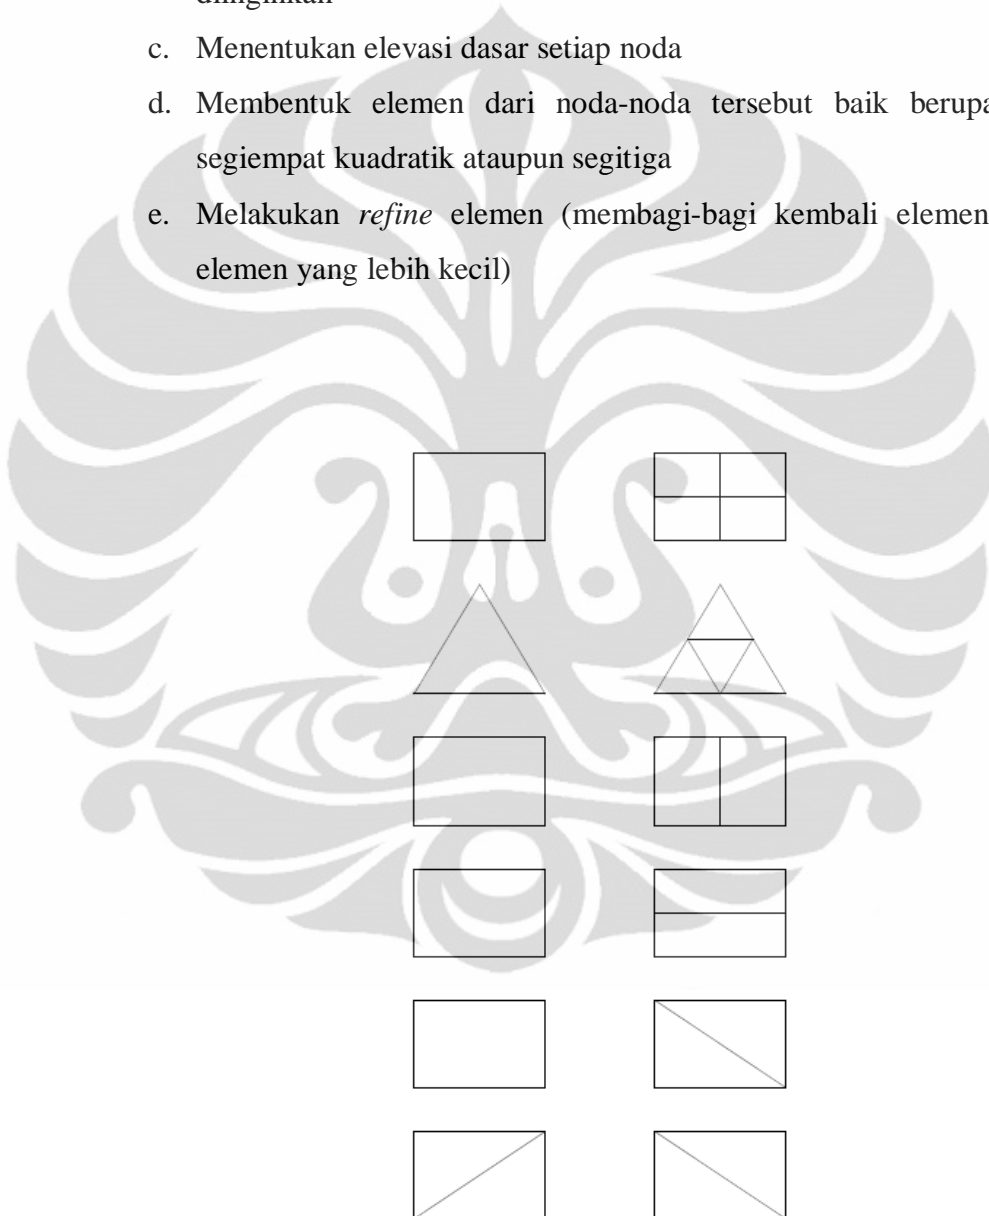 c. Menentukan elevasi dasar setiap noda
d. Membentuk elemen dari noda-noda tersebut baik berupa
segiempat kuadratik ataupun segitiga
e. Melakukan refine elemen (membagi-bagi kembali elemen
elemen yang lebih kecil)